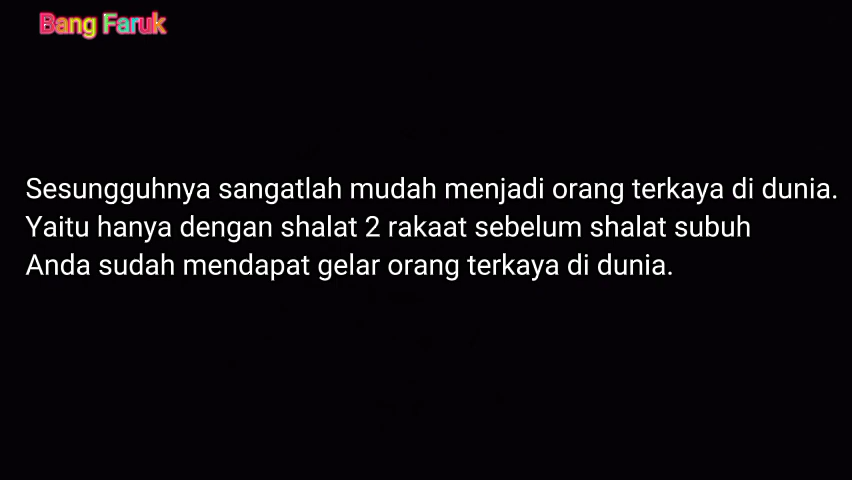 Bang Faruk
Sesungguhnya sangatlah mudah menjadi orang terkaya di dunia.
Yaitu hanya dengan shalat 2 rakaat sebelum shalat subuh
Anda sudah mendapat gelar orang terkaya di dunia.